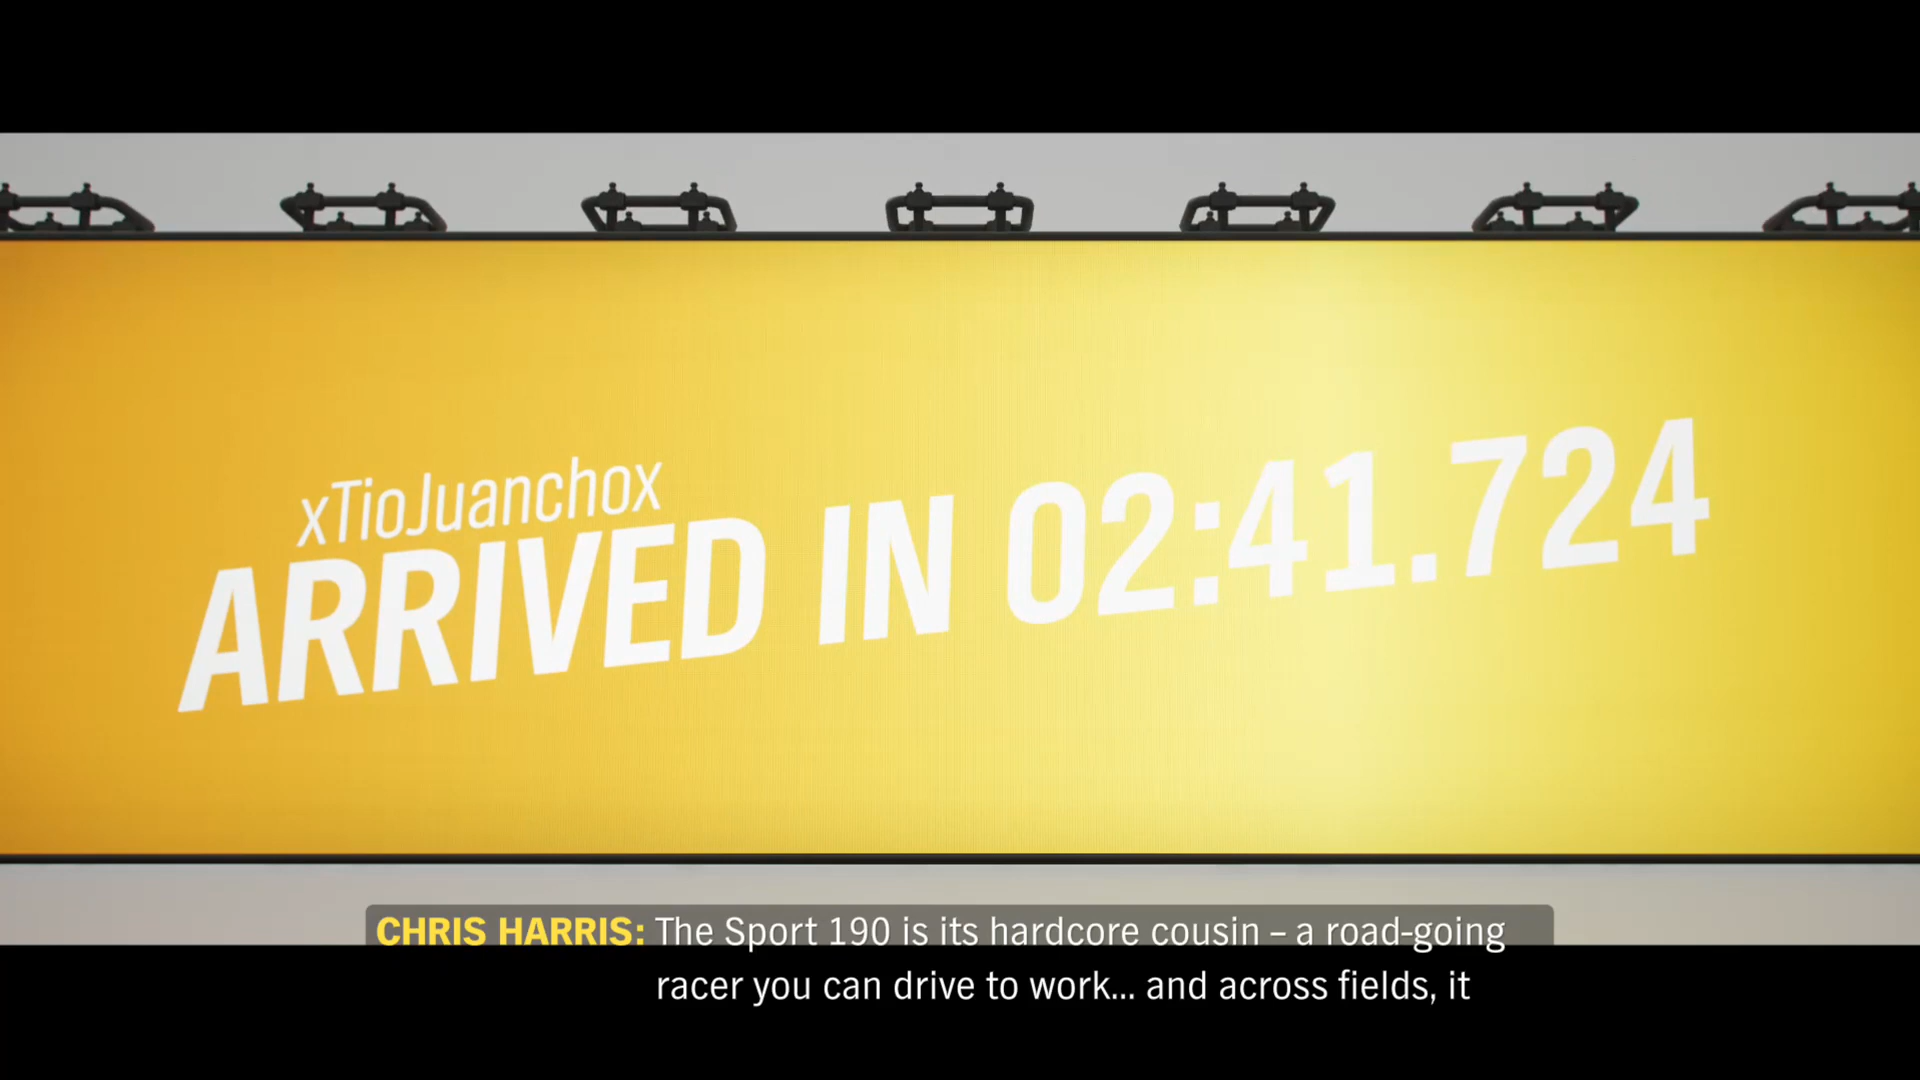 xTioJuanchox
ARRIVED IN 02:41.724
CHRIS HARRIS: The Sport 190 is its hardcore cousin – a road-going
racer you can drive to work... and across fields, it